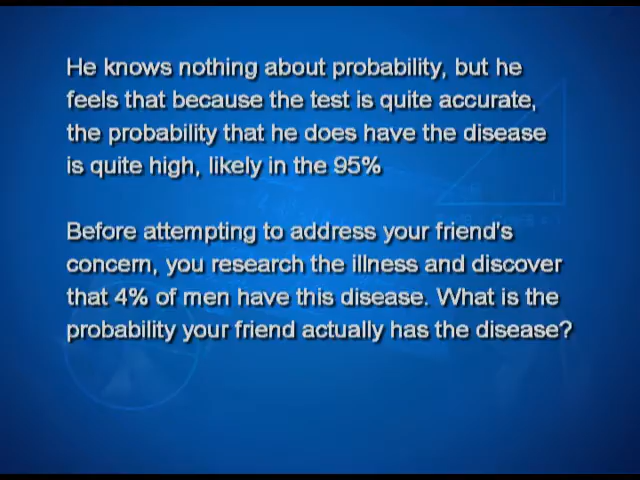 He knows nothing about probability, but he
feels that because the test is quite accurate,
the probability that he does have the disease
is quite high, likely in the 95%
Before attempting to address your friend's
concern, you research the illness and discover
that 4% of men have this disease. What is the
probability your friend actually has the disease?